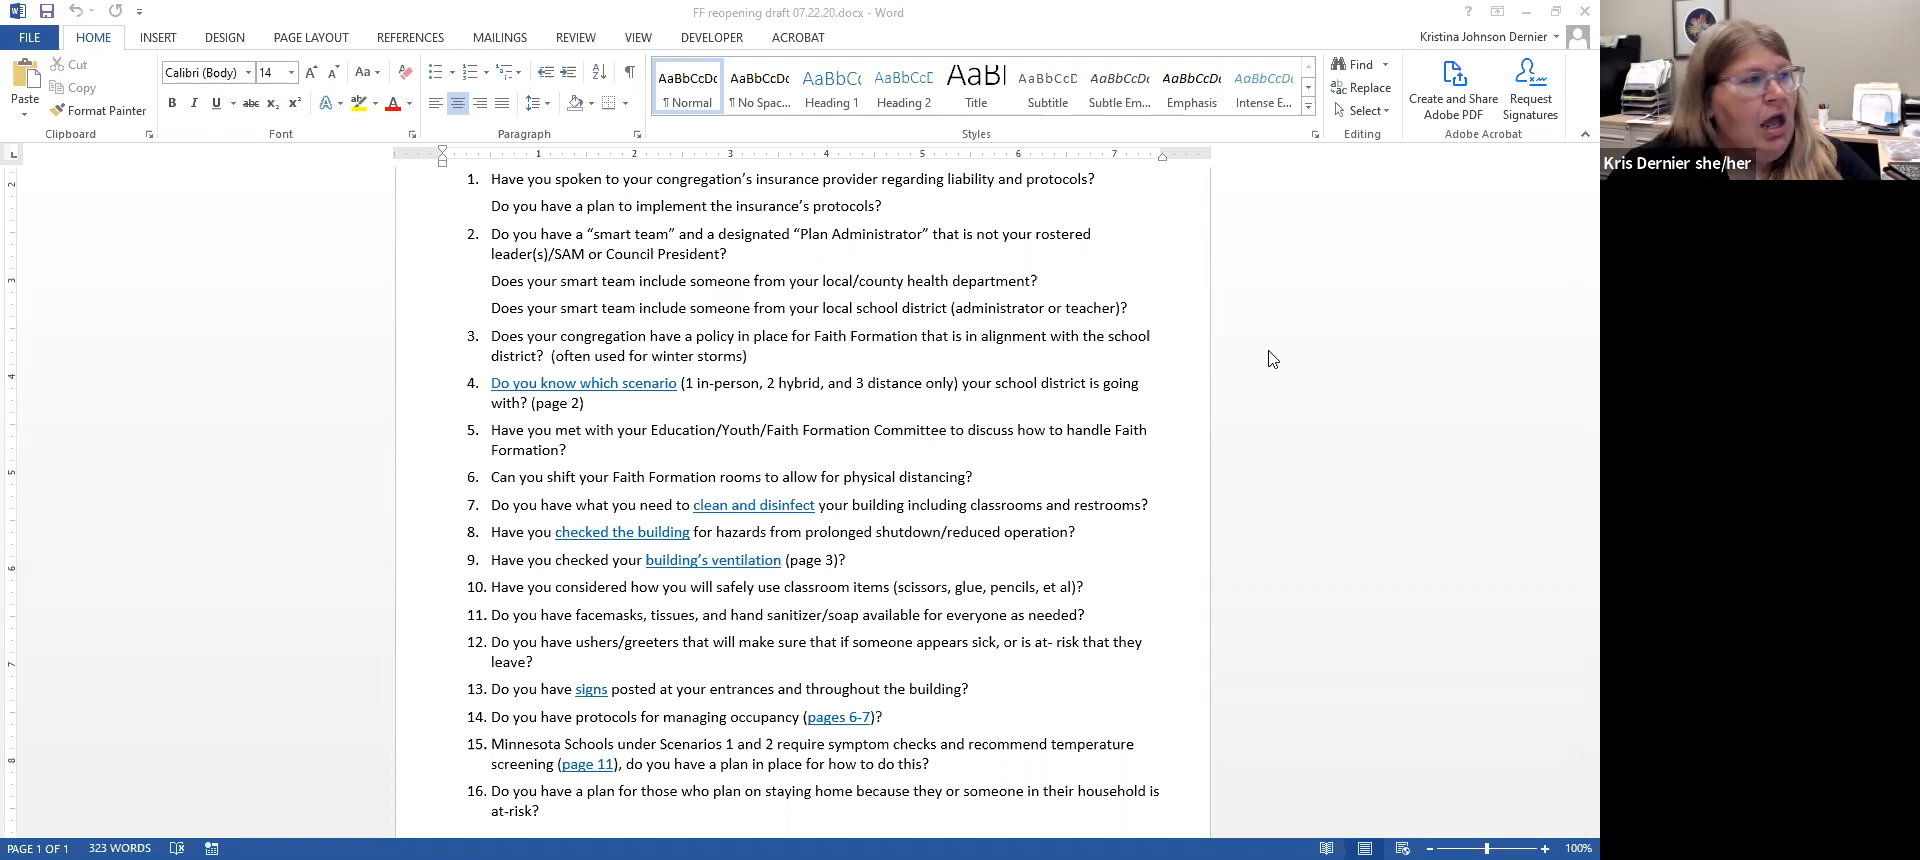 FF reopening draft 07.22.20.docx - Word
FILE HOME INSERT DESIGN PAGE LAYOUT REFERENCES MAILINGS REVIEW VIEW DEVELOPER ACROBAT
Kristina Johnson Dernier
Paste
Cut
Copy
Format Painter
Clipboard
Calibri (Body) 14
Font
Paragraph
AaBbCcDc AaBbCcDc AaBbCc AaBbCcD AaBl AaBbCcD AaBbCcDc AaBbCcDc AaBbCcDc
¶ Normal ¶ No Spac... Heading 1 Heading 2 Title Subtitle Subtle Em... Emphasis Intense E...
Styles
Find
Replace
Select
Editing
Create and Share Adobe PDF
Request Signatures
Adobe Acrobat
Kris Dernier she/her
1 2 3 4 5 6 7
1. Have you spoken to your congregation’s insurance provider regarding liability and protocols?
Do you have a plan to implement the insurance’s protocols?
2. Do you have a “smart team” and a designated “Plan Administrator” that is not your rostered
leader(s)/SAM or Council President?
Does your smart team include someone from your local/county health department?
Does your smart team include someone from your local school district (administrator or teacher)?
3. Does your congregation have a policy in place for Faith Formation that is in alignment with the school
district?  (often used for winter storms)
4. Do you know which scenario (1 in-person, 2 hybrid, and 3 distance only) your school district is going
with? (page 2)
5. Have you met with your Education/Youth/Faith Formation Committee to discuss how to handle Faith
Formation?
6. Can you shift your Faith Formation rooms to allow for physical distancing?
7. Do you have what you need to clean and disinfect your building including classrooms and restrooms?
8. Have you checked the building for hazards from prolonged shutdown/reduced operation?
9. Have you checked your building’s ventilation (page 3)?
10. Have you considered how you will safely use classroom items (scissors, glue, pencils, et al)?
11. Do you have facemasks, tissues, and hand sanitizer/soap available for everyone as needed?
12. Do you have ushers/greeters that will make sure that if someone appears sick, or is at- risk that they
leave?
13. Do you have signs posted at your entrances and throughout the building?
14. Do you have protocols for managing occupancy (pages 6-7)?
15. Minnesota Schools under Scenarios 1 and 2 require symptom checks and recommend temperature
screening (page 11), do you have a plan in place for how to do this?
16. Do you have a plan for those who plan on staying home because they or someone in their household is
at-risk?
PAGE 1 OF 1 323 WORDS
100%